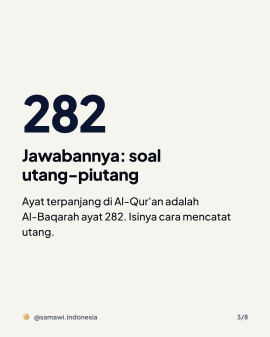 282
Jawabannya: soal
utang-piutang
Ayat terpanjang di Al-Qur'an adalah
Al-Baqarah ayat 282. Isinya cara mencatat
utang.
@samawi.indonesia
3/8